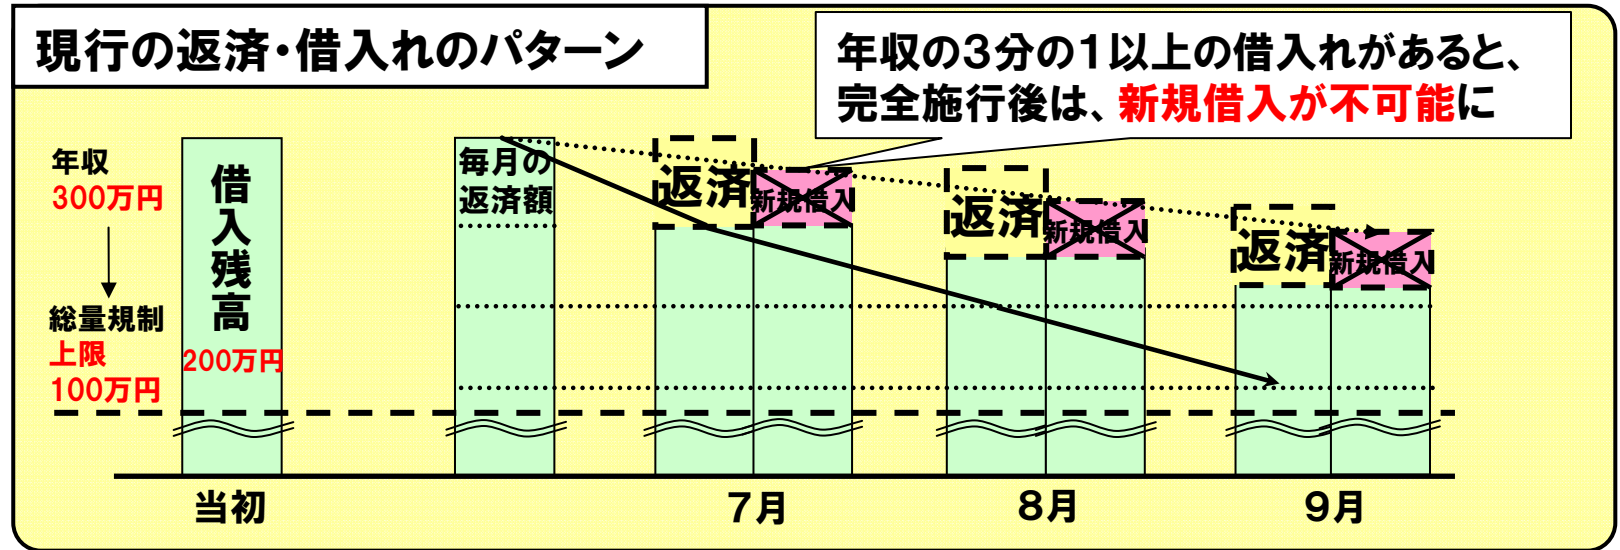 現行の返済・借入れのパターン
年収の3分の1以上の借入れがあると、
完全施行後は、新規借入が不可能に
年収
300万円
総量規制
上限
100万円
借入残高
200万円
毎月の
返済額
返済
新規借入
返済
新規借入
返済
新規借入
当初
7月
8月
9月